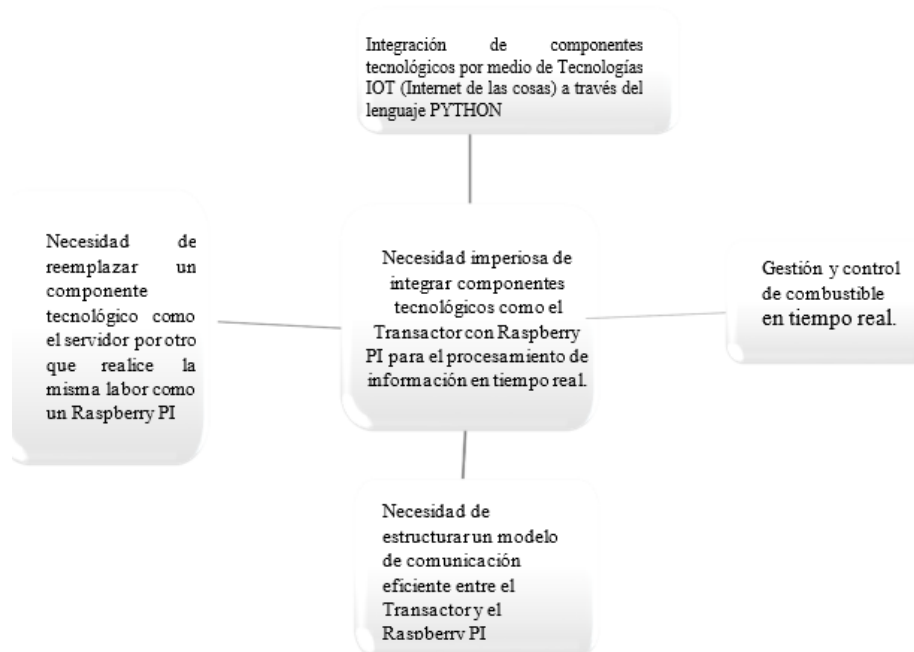 Integración de componentes
tecnológicos por medio de Tecnologías
IOT (Internet de las cosas) a través del
lenguaje PYTHON
Necesidad de
reemplazar un
componente
tecnológico como
el servidor por otro
que realice la
misma labor como
un Raspberry PI
Necesidad imperiosa de
integrar componentes
tecnológicos como el
Transactor con Raspberry
PI para el procesamiento de
información en tiempo real.
Gestión y control
de combustible
en tiempo real.
Necesidad de
estructurar un modelo
de comunicación
eficiente entre el
Transactor y el
Raspberry PI